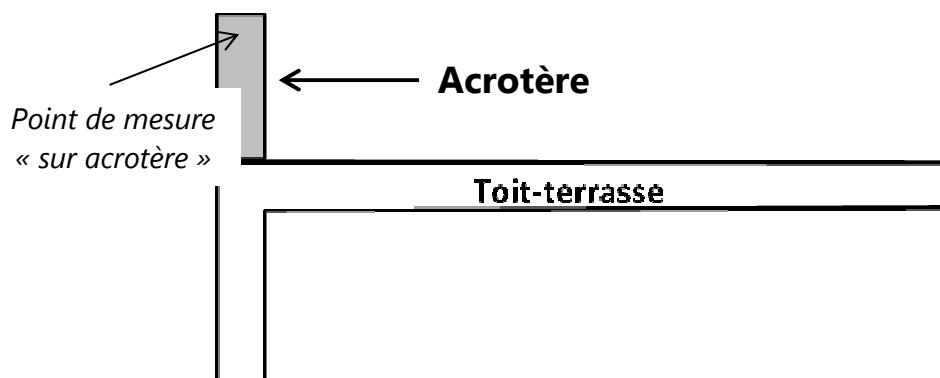 Acrotère
Point de mesure
« sur acrotère »
Toit-terrasse